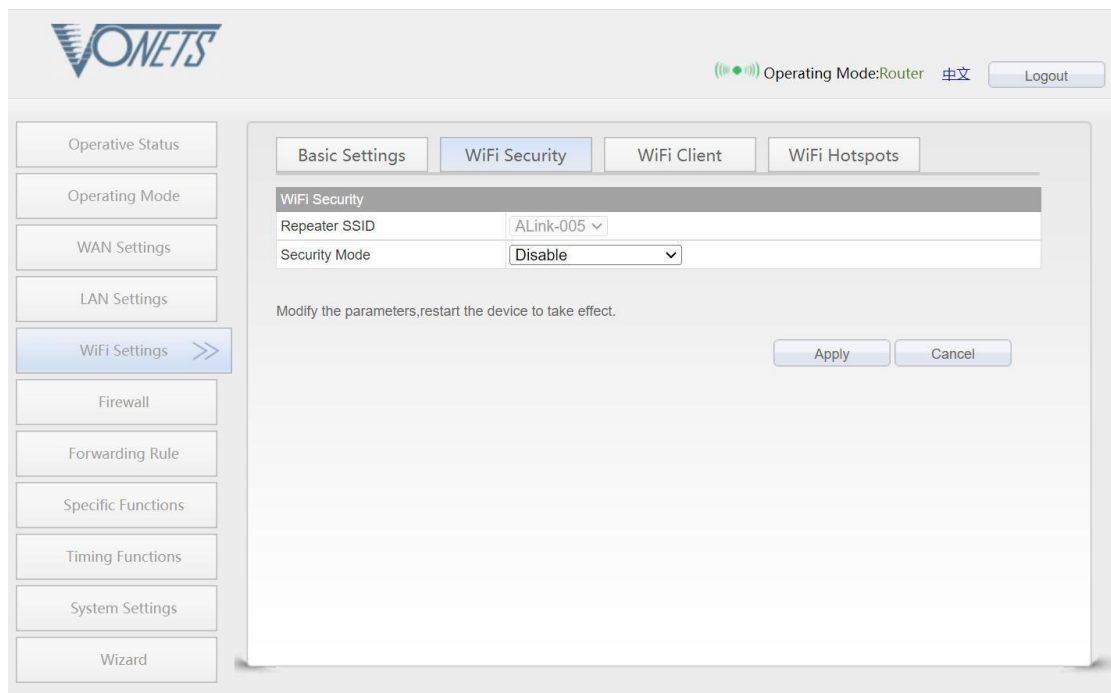 VONETS
Operating Mode:Router 中文 Logout
Operative Status
Operating Mode
WAN Settings
LAN Settings
WiFi Settings
Firewall
Forwarding Rule
Specific Functions
Timing Functions
System Settings
Wizard
Basic Settings WiFi Security WiFi Client WiFi Hotspots
WiFi Security
Repeater SSID ALink-005
Security Mode Disable
Modify the parameters,restart the device to take effect.
Apply Cancel